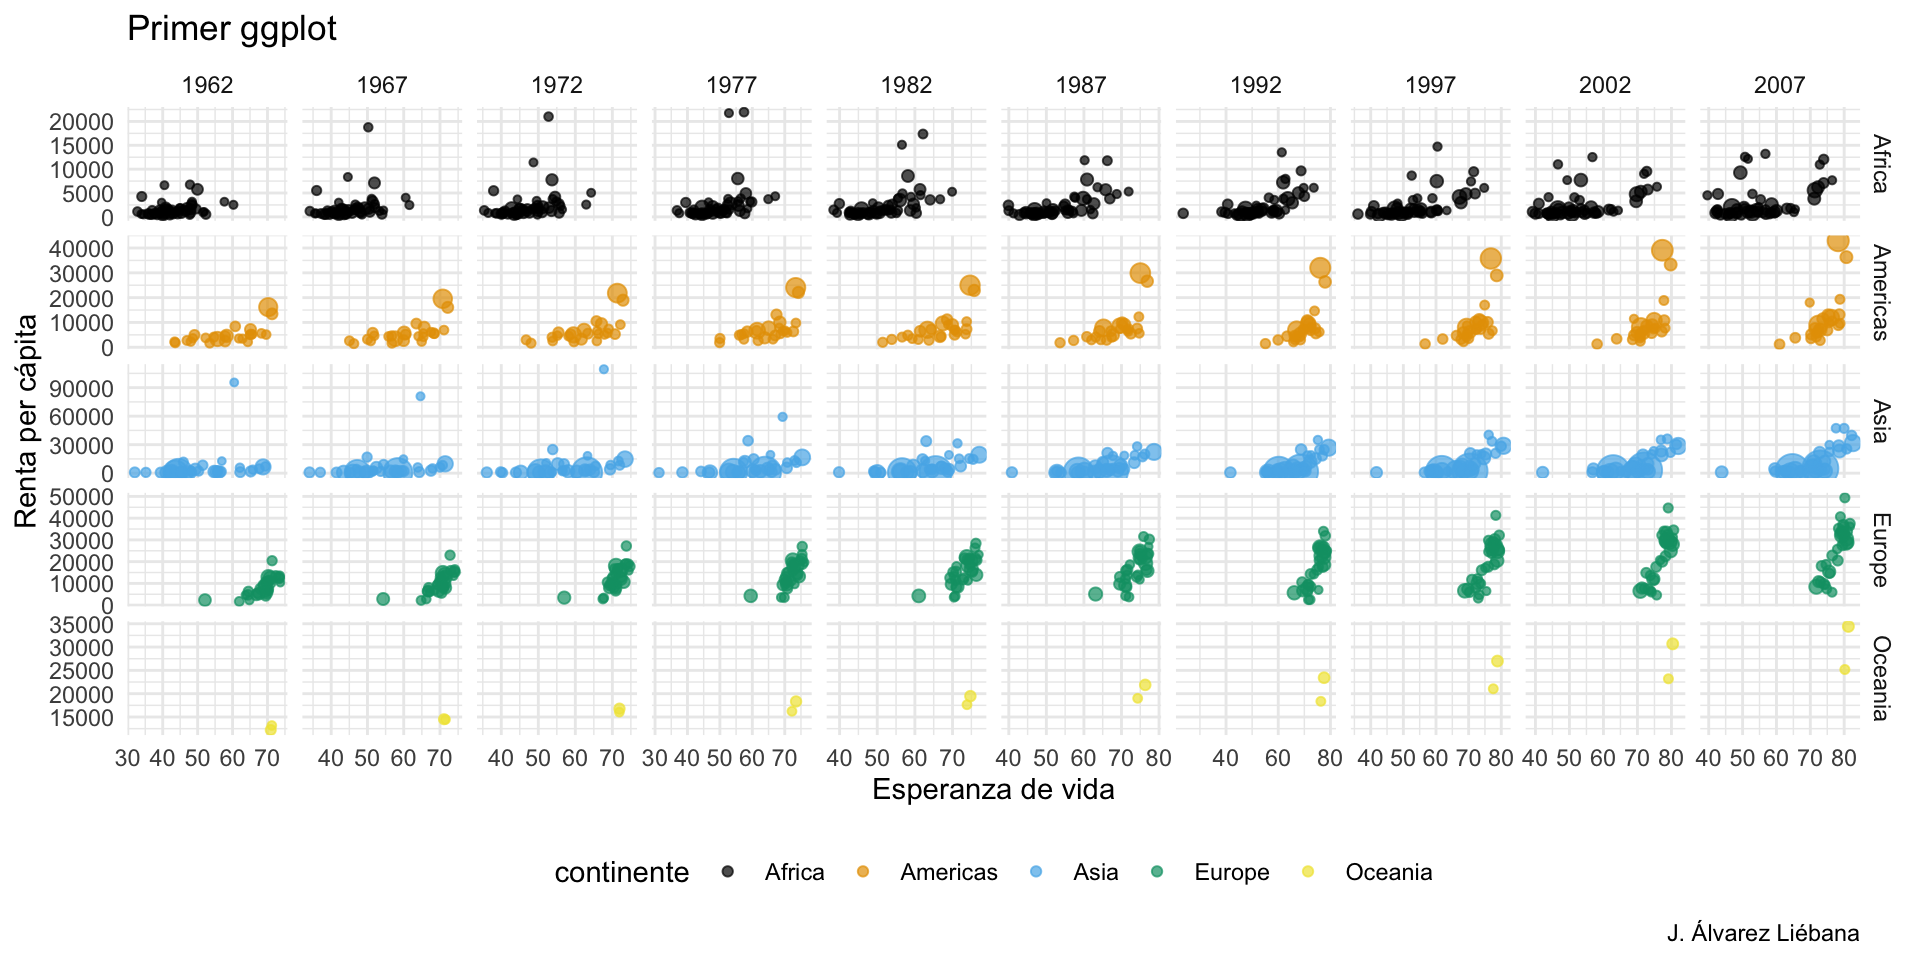 Primer ggplot
1962 1967 1972 1977 1982 1987 1992 1997 2002 2007
20000
15000
10000
5000
0
Africa
40000
30000
20000
10000
0
Americas
90000
60000
30000
0
Asia
50000
40000
30000
20000
10000
0
Europe
35000
30000
25000
20000
15000
Oceania
Renta per cápita
30 40 50 60 70 40 50 60 70 40 50 60 70 30 40 50 60 70 40 50 60 70 40 50 60 70 80 40 60 80 40 50 60 70 80 40 50 60 70 80 40 50 60 70 80
Esperanza de vida
continente Africa Americas Asia Europe Oceania
J. Álvarez Liébana